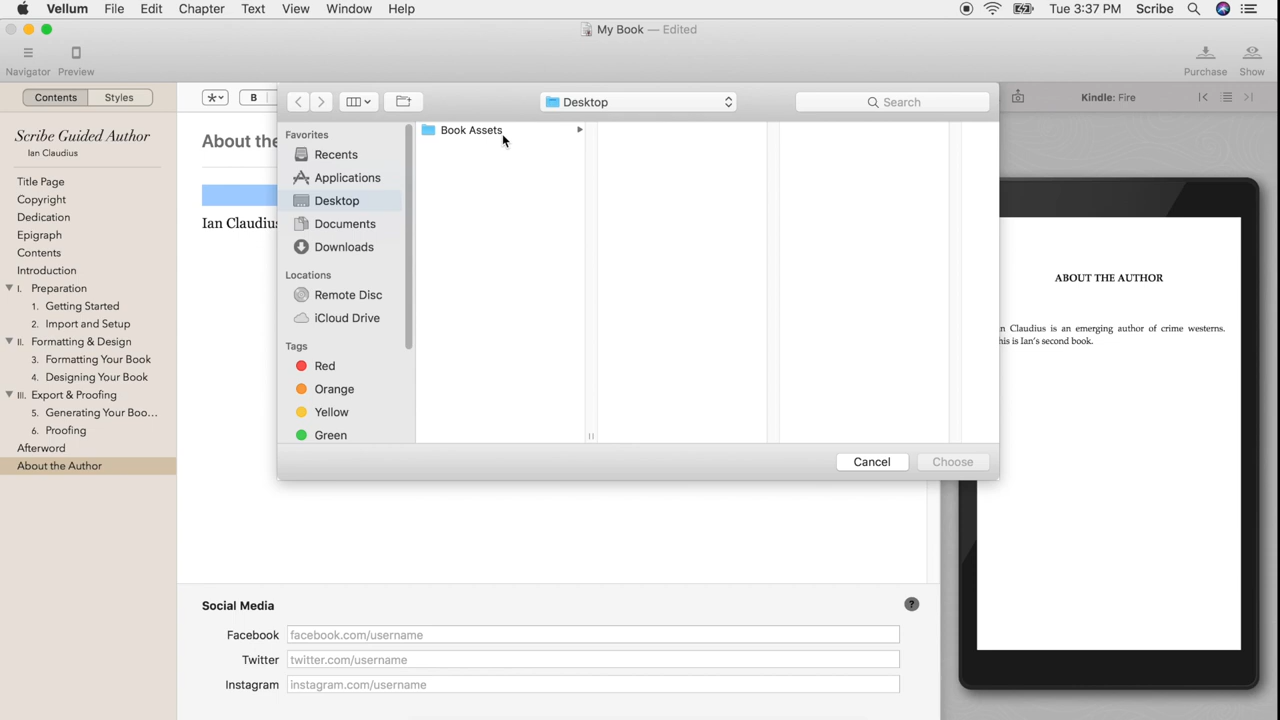 Vellum File Edit Chapter Text View Window Help Tue 3:37 PM Scribe
My Book — Edited
Navigator Preview Purchase Show
Contents Styles
B
Desktop
Search
Kindle: Fire
Scribe Guided Author
Ian Claudius
Title Page
Copyright
Dedication
Epigraph
Contents
Introduction
I. Preparation
1. Getting Started
2. Import and Setup
II. Formatting & Design
3. Formatting Your Book
4. Designing Your Book
III. Export & Proofing
5. Generating Your Boo...
6. Proofing
Afterword
About the Author
About the
Ian Claudius
Favorites
Recents
Applications
Desktop
Documents
Downloads
Locations
Remote Disc
iCloud Drive
Tags
Red
Orange
Yellow
Green
Book Assets
Cancel Choose
ABOUT THE AUTHOR
n Claudius is an emerging author of crime westerns.
his is Ian's second book.
Social Media
?
Facebook facebook.com/username
Twitter twitter.com/username
Instagram instagram.com/username